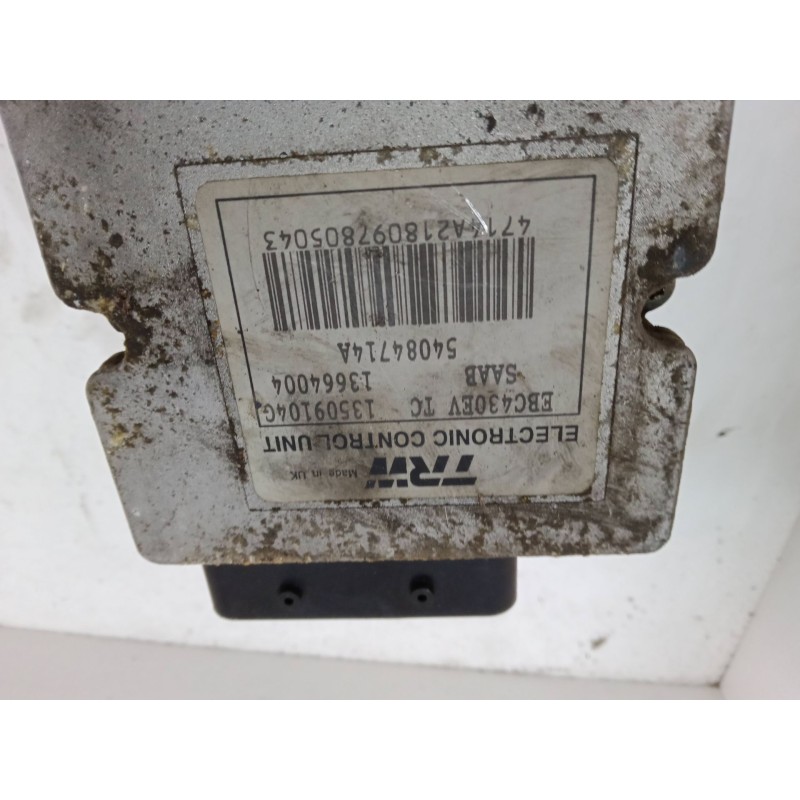 TRW Made in UK
ELECTRONIC CONTROL UNIT
EBC430EV TC 13509104G
SAAB 13664004
54084714A
4714A218097805043